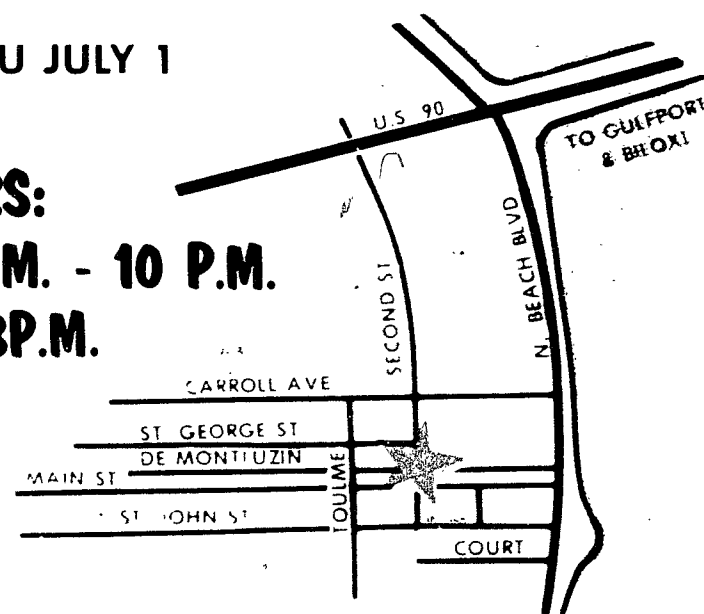 U JULY 1
S:
M. - 10 P.M.
P.M.
U.S 90
TO GULFPORT
& BILOXI
SECOND ST
N. BEACH BLVD
CARROLL AVE
ST GEORGE ST
DE MONTLUZIN
MAIN ST
TOULME
ST JOHN ST
COURT